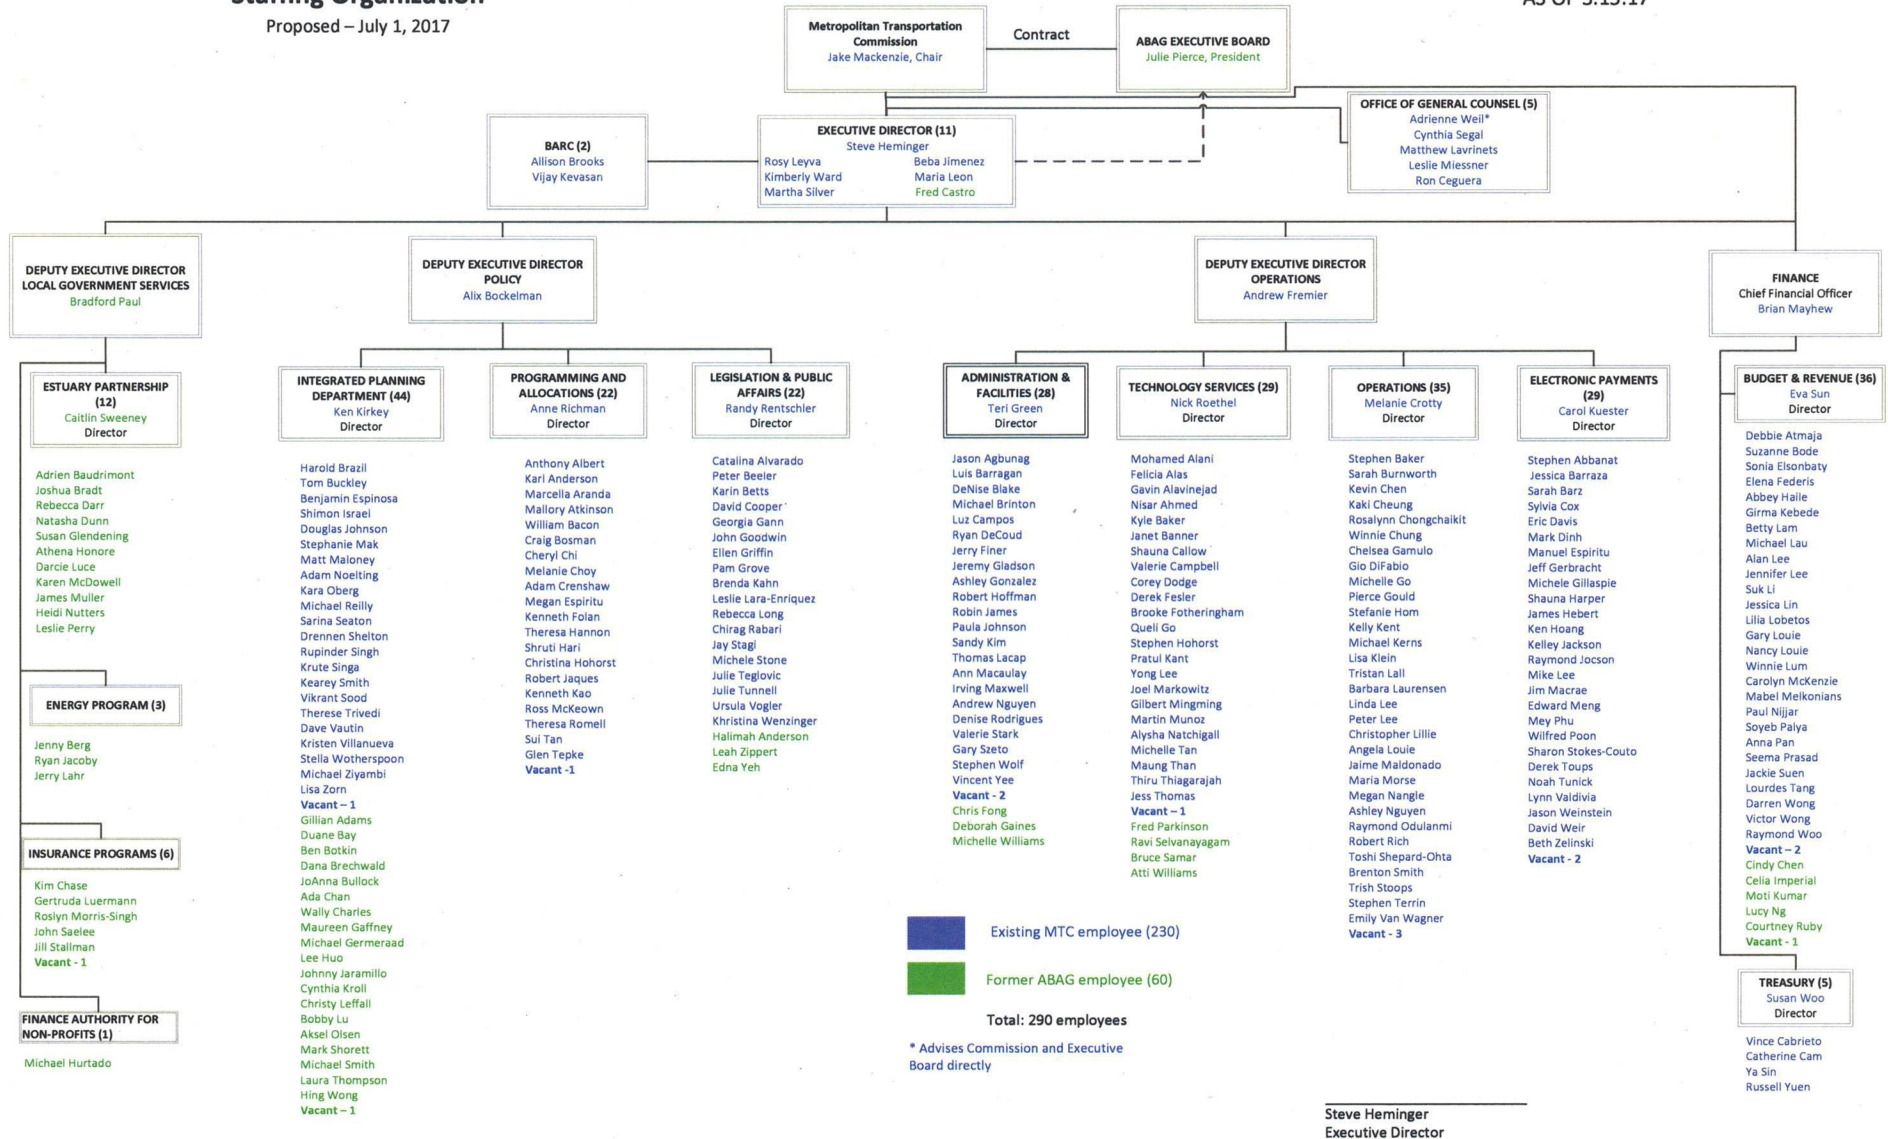 Staffing Organization
Proposed – July 1, 2017
Metropolitan Transportation
Commission
Jake Mackenzie, Chair
Contract
ABAG EXECUTIVE BOARD
Julie Pierce, President
OFFICE OF GENERAL COUNSEL (5)
Adrienne Weil*
Cynthia Segal
Matthew Lavrinets
Leslie Miessner
Ron Ceguera
BARC (2)
Allison Brooks
Vijay Kevasan
EXECUTIVE DIRECTOR (11)
Steve Heminger
Rosy Leyva
Kimberly Ward
Martha Silver
Beba Jimenez
Maria Leon
Fred Castro
DEPUTY EXECUTIVE DIRECTOR
LOCAL GOVERNMENT SERVICES
Bradford Paul
DEPUTY EXECUTIVE DIRECTOR
POLICY
Alix Bockelman
DEPUTY EXECUTIVE DIRECTOR
OPERATIONS
Andrew Fremier
FINANCE
Chief Financial Officer
Brian Mayhew
ESTUARY PARTNERSHIP
(12)
Caitlin Sweeney
Director
Adrien Baudrimont
Joshua Bradt
Rebecca Darr
Natasha Dunn
Susan Glendening
Athena Honore
Darcie Luce
Karen McDowell
James Muller
Heidi Nutters
Leslie Perry
ENERGY PROGRAM (3)
Jenny Berg
Ryan Jacoby
Jerry Lahr
INSURANCE PROGRAMS (6)
Kim Chase
Gertruda Luermann
Roslyn Morris-Singh
John Saelee
Jill Stallman
Vacant - 1
FINANCE AUTHORITY FOR
NON-PROFITS (1)
Michael Hurtado
INTEGRATED PLANNING
DEPARTMENT (44)
Ken Kirkey
Director
Harold Brazil
Tom Buckley
Benjamin Espinosa
Shimon Israel
Douglas Johnson
Stephanie Mak
Matt Maloney
Adam Noelting
Kara Oberg
Michael Reilly
Sarina Seaton
Drennen Shelton
Rupinder Singh
Krute Singa
Kearey Smith
Vikrant Sood
Therese Trivedi
Dave Vautin
Kristen Villanueva
Stella Wotherspoon
Michael Ziyambi
Lisa Zorn
Vacant – 1
Gillian Adams
Duane Bay
Ben Botkin
Dana Brechwald
JoAnna Bullock
Ada Chan
Wally Charles
Maureen Gaffney
Michael Germeraad
Lee Huo
Johnny Jaramillo
Cynthia Kroll
Christy Leffall
Bobby Lu
Aksel Olsen
Mark Shorett
Michael Smith
Laura Thompson
Hing Wong
Vacant – 1
PROGRAMMING AND
ALLOCATIONS (22)
Anne Richman
Director
Anthony Albert
Karl Anderson
Marcella Aranda
Mallory Atkinson
William Bacon
Craig Bosman
Cheryl Chi
Melanie Choy
Adam Crenshaw
Megan Espiritu
Kenneth Folan
Theresa Hannon
Shruti Hari
Christina Hohorst
Robert Jaques
Kenneth Kao
Ross McKeown
Theresa Romell
Sui Tan
Glen Tepke
Vacant -1
LEGISLATION & PUBLIC
AFFAIRS (22)
Randy Rentschler
Director
Catalina Alvarado
Peter Beeler
Karin Betts
David Cooper
Georgia Gann
John Goodwin
Ellen Griffin
Pam Grove
Brenda Kahn
Leslie Lara-Enriquez
Rebecca Long
Chirag Rabari
Jay Stagi
Michele Stone
Julie Teglovic
Julie Tunnell
Ursula Vogler
Khristina Wenzinger
Halimah Anderson
Leah Zippert
Edna Yeh
ADMINISTRATION &
FACILITIES (28)
Teri Green
Director
Jason Agbunag
Luis Barragan
DeNise Blake
Michael Brinton
Luz Campos
Ryan DeCoud
Jerry Finer
Jeremy Gladson
Ashley Gonzalez
Robert Hoffman
Robin James
Paula Johnson
Sandy Kim
Thomas Lacap
Ann Macaulay
Irving Maxwell
Andrew Nguyen
Denise Rodrigues
Valerie Stark
Gary Szeto
Stephen Wolf
Vincent Yee
Vacant - 2
Chris Fong
Deborah Gaines
Michelle Williams
TECHNOLOGY SERVICES (29)
Nick Roethel
Director
Mohamed Alani
Felicia Alas
Gavin Alavinejad
Nisar Ahmed
Kyle Baker
Janet Banner
Shauna Callow
Valerie Campbell
Corey Dodge
Derek Fesler
Brooke Fotheringham
Queli Go
Stephen Hohorst
Pratul Kant
Yong Lee
Joel Markowitz
Gilbert Mingming
Martin Munoz
Alysha Natchigall
Michelle Tan
Maung Than
Thiru Thiagarajah
Jess Thomas
Vacant – 1
Fred Parkinson
Ravi Selvanayagam
Bruce Samar
Atti Williams
OPERATIONS (35)
Melanie Crotty
Director
Stephen Baker
Sarah Burnworth
Kevin Chen
Kaki Cheung
Rosalynn Chongchaikit
Winnie Chung
Chelsea Gamulo
Gio DiFabio
Michelle Go
Pierce Gould
Stefanie Hom
Kelly Kent
Michael Kerns
Lisa Klein
Tristan Lall
Barbara Laurensen
Linda Lee
Peter Lee
Christopher Lillie
Angela Louie
Jaime Maldonado
Maria Morse
Megan Nangle
Ashley Nguyen
Raymond Odulanmi
Robert Rich
Toshi Shepard-Ohta
Brenton Smith
Trish Stoops
Stephen Terrin
Emily Van Wagner
Vacant - 3
ELECTRONIC PAYMENTS
(29)
Carol Kuester
Director
Stephen Abbanat
Jessica Barraza
Sarah Barz
Sylvia Cox
Eric Davis
Mark Dinh
Manuel Espiritu
Jeff Gerbracht
Michele Gillaspie
Shauna Harper
James Hebert
Ken Hoang
Kelley Jackson
Raymond Jocson
Mike Lee
Jim Macrae
Edward Meng
Mey Phu
Wilfred Poon
Sharon Stokes-Couto
Derek Toups
Noah Tunick
Lynn Valdivia
Jason Weinstein
David Weir
Beth Zelinski
Vacant - 2
BUDGET & REVENUE (36)
Eva Sun
Director
Debbie Atmaja
Suzanne Bode
Sonia Elsonbaty
Elena Federis
Abbey Haile
Girma Kebede
Betty Lam
Michael Lau
Alan Lee
Jennifer Lee
Suk Li
Jessica Lin
Lilia Lobetos
Gary Louie
Nancy Louie
Winnie Lum
Carolyn McKenzie
Mabel Melkonians
Paul Nijjar
Soyeb Palya
Anna Pan
Seema Prasad
Jackie Suen
Lourdes Tang
Darren Wong
Victor Wong
Raymond Woo
Vacant – 2
Cindy Chen
Celia Imperial
Moti Kumar
Lucy Ng
Courtney Ruby
Vacant - 1
TREASURY (5)
Susan Woo
Director
Vince Cabrieto
Catherine Cam
Ya Sin
Russell Yuen
Existing MTC employee (230)
Former ABAG employee (60)
Total: 290 employees
* Advises Commission and Executive
Board directly
Steve Heminger
Executive Director